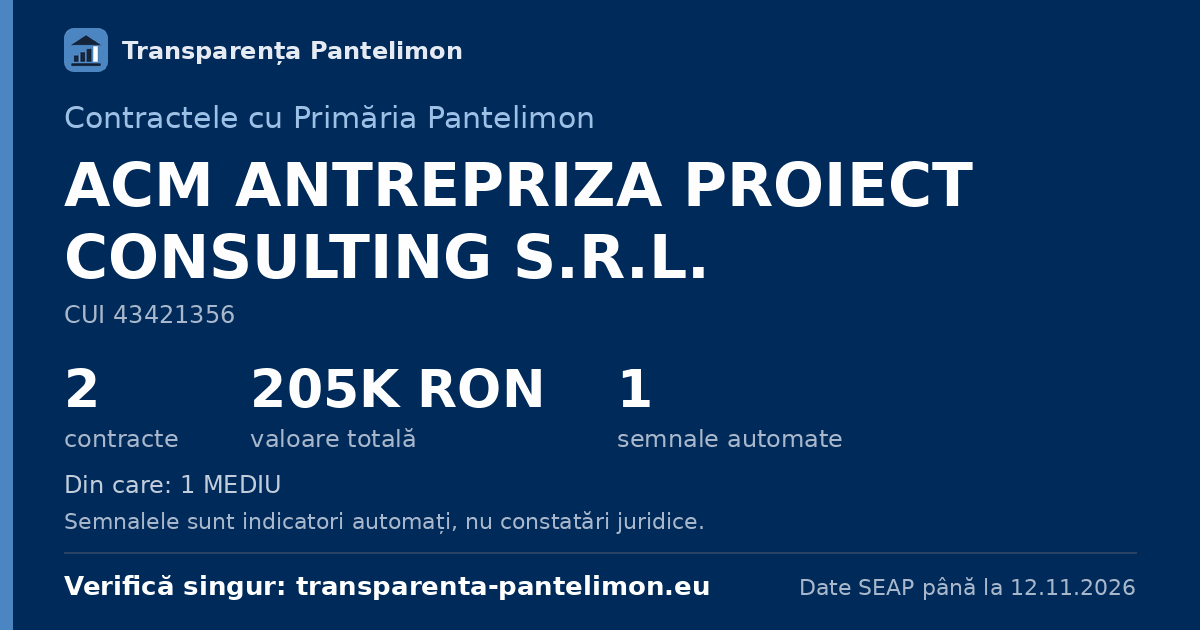 Transparența Pantelimon
Contractele cu Primăria Pantelimon
ACM ANTREPRIZA PROIECT
CONSULTING S.R.L.
CUI 43421356
2 205K RON 1
contracte valoare totală semnale automate
Din care: 1 MEDIU
Semnalele sunt indicatori automați, nu constatări juridice.
Verifică singur: transparenta-pantelimon.eu Date SEAP până la 12.11.2026